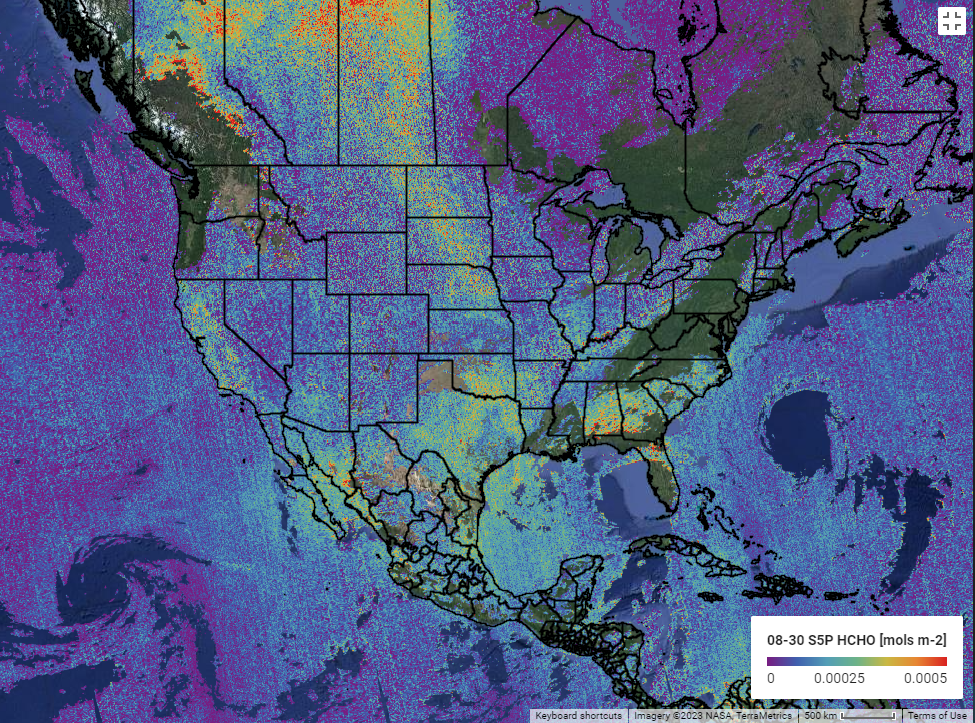 08-30 S5P HCHO [mols m-2]
0 0.00025 0.0005
Keyboard shortcuts Imagery ©2023 NASA, TerraMetrics 500 km Terms of Use